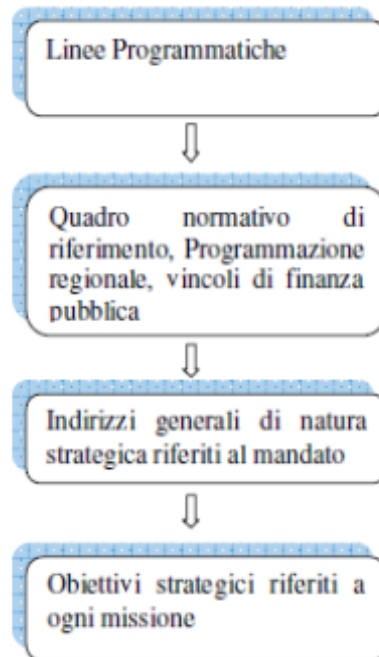 Linee Programmatiche
Quadro normativo di
riferimento, Programmazione
regionale, vincoli di finanza
pubblica
Indirizzi generali di natura
strategica riferiti al mandato
Obiettivi strategici riferiti a
ogni missione